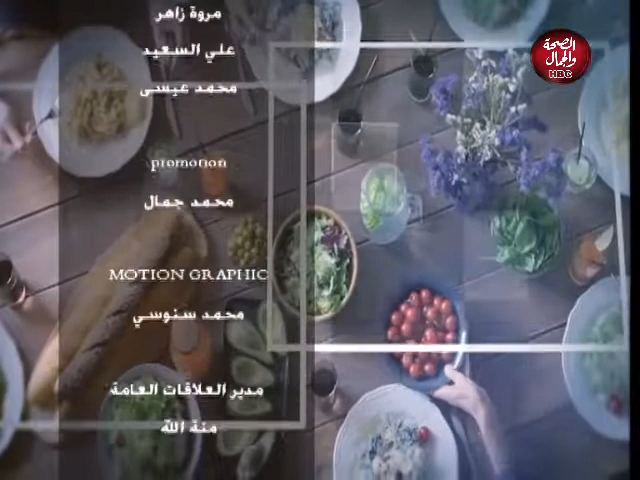 مروة زاهر
علي السعيد
محمد عيسى
promotion
محمد جمال
MOTION GRAPHIC
محمد سنوسي
مدير العلاقات العامة
منة الله
الصحة
والجمال
HBC